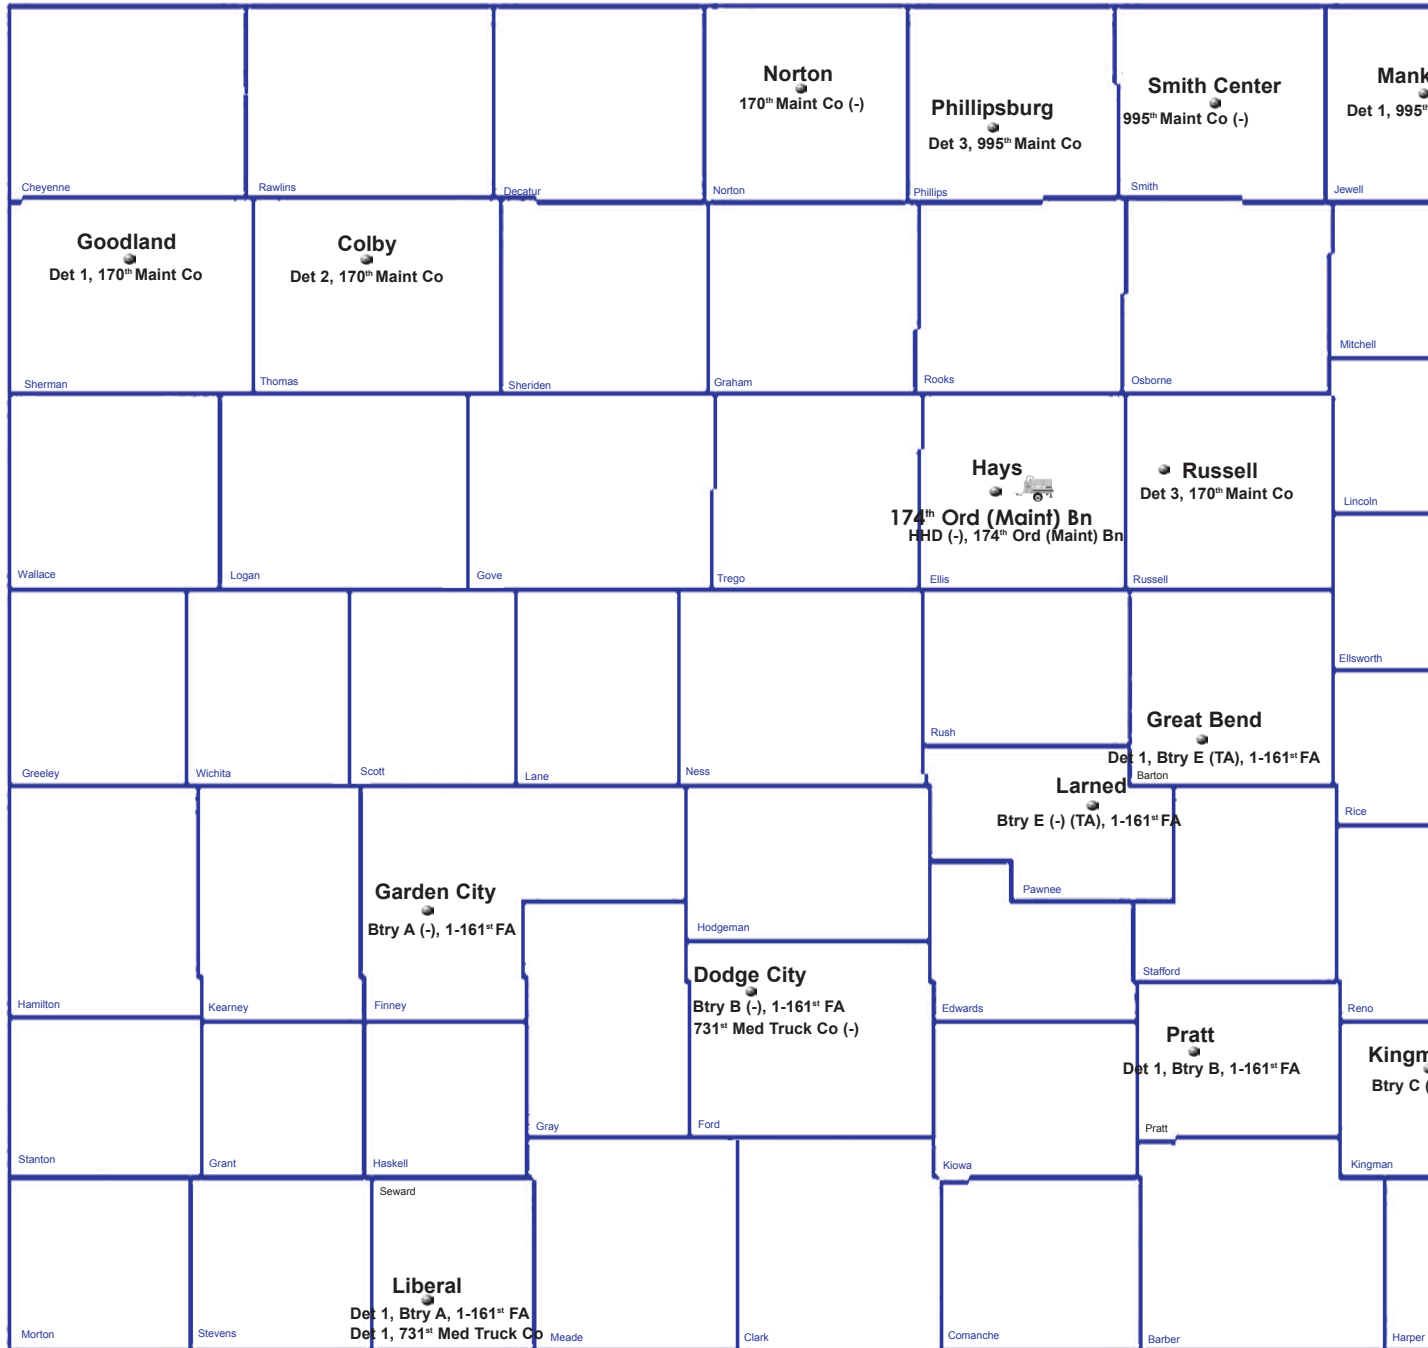 Norton
170th Maint Co (-)
Phillipsburg
Det 3, 995th Maint Co
Smith Center
995th Maint Co (-)
Mank
Det 1, 995th
Cheyenne
Rawlins
Decatur
Norton
Phillips
Smith
Jewell
Goodland
Det 1, 170th Maint Co
Colby
Det 2, 170th Maint Co
Mitchell
Sherman
Thomas
Sheriden
Graham
Rooks
Osborne
Hays
174th Ord (Maint) Bn
HHD (-), 174th Ord (Maint) Bn
Russell
Det 3, 170th Maint Co
Lincoln
Wallace
Logan
Gove
Trego
Ellis
Russell
Ellsworth
Great Bend
Det 1, Btry E (TA), 1-161st FA
Barton
Rush
Greeley
Wichita
Scott
Lane
Ness
Larned
Btry E (-) (TA), 1-161st FA
Rice
Pawnee
Garden City
Btry A (-), 1-161st FA
Hodgeman
Dodge City
Btry B (-), 1-161st FA
731st Med Truck Co (-)
Stafford
Hamilton
Kearney
Finney
Edwards
Reno
Pratt
Det 1, Btry B, 1-161st FA
Kingm
Btry C (
Gray
Ford
Pratt
Stanton
Grant
Haskell
Kiowa
Kingman
Seward
Liberal
Det 1, Btry A, 1-161st FA
Det 1, 731st Med Truck Co
Morton
Stevens
Meade
Clark
Comanche
Barber
Harper